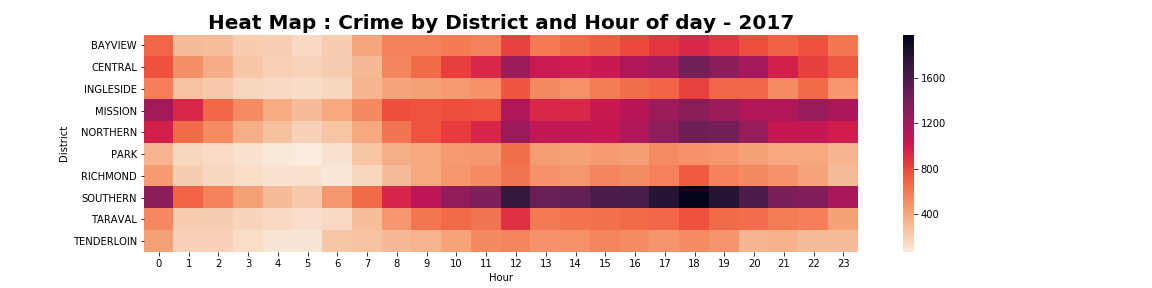 Heat Map : Crime by District and Hour of day - 2017
District
BAYVIEW
CENTRAL
INGLESIDE
MISSION
NORTHERN
PARK
RICHMOND
SOUTHERN
TARAVAL
TENDERLOIN
0 1 2 3 4 5 6 7 8 9 10 11 12 13 14 15 16 17 18 19 20 21 22 23
Hour
1600
1200
800
400